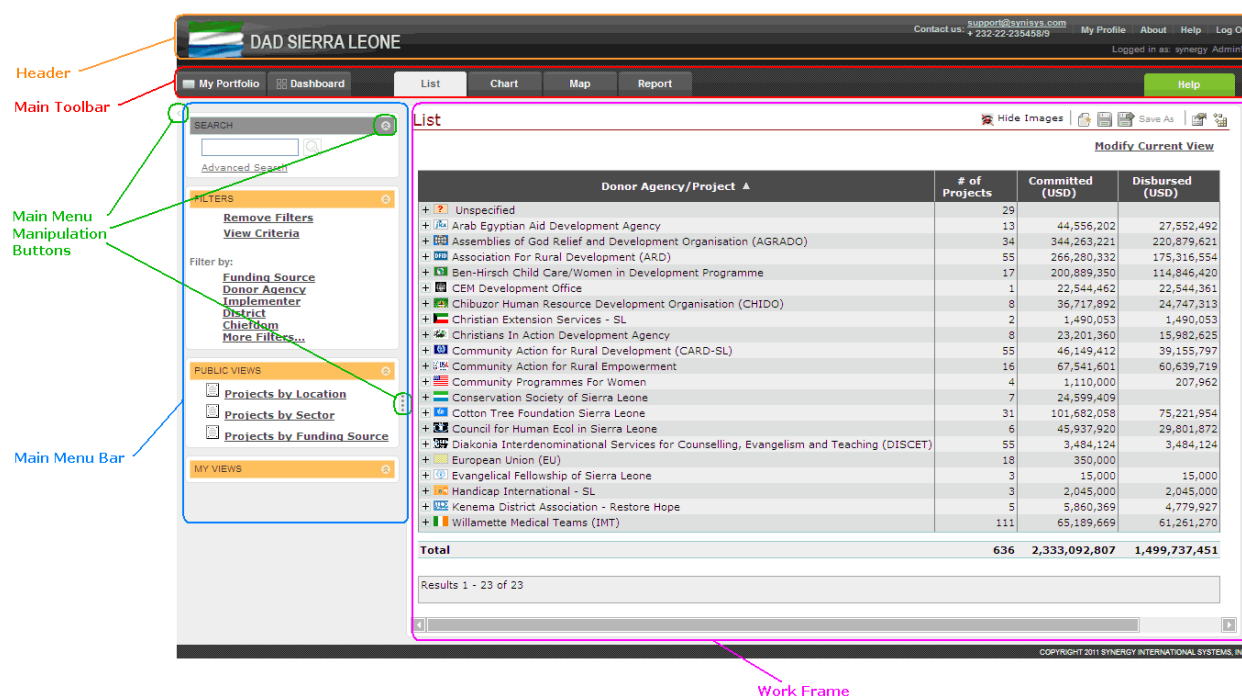 Contact us: support@synisys.com + 232-22-235458/9 My Profile About Help Log O
DAD SIERRA LEONE
Logged in as: synergy Admin
Header
Main Toolbar
My Portfolio Dashboard List Chart Map Report Help
SEARCH
Advanced Search
FILTERS
Remove Filters
View Criteria
Filter by:
Funding Source
Donor Agency
Implementer
District
Chiefdom
More Filters...
PUBLIC VIEWS
Projects by Location
Projects by Sector
Projects by Funding Source
MY VIEWS
Main Menu
Manipulation
Buttons
Main Menu Bar
List Hide Images Save As
Modify Current View
Donor Agency/Project ▲ # of Projects Committed (USD) Disbursed (USD)
+ Unspecified 29
+ Arab Egyptian Aid Development Agency 13 44,556,202 27,552,492
+ Assemblies of God Relief and Development Organisation (AGRADO) 34 344,263,221 220,879,621
+ Association For Rural Development (ARD) 55 266,280,332 175,316,554
+ Ben-Hirsch Child Care/Women in Development Programme 17 200,889,350 114,846,420
+ CEM Development Office 1 22,544,462 22,544,361
+ Chibuzor Human Resource Development Organisation (CHIDO) 8 36,717,892 24,747,313
+ Christian Extension Services - SL 2 1,490,053 1,490,053
+ Christians In Action Development Agency 8 23,201,360 15,982,625
+ Community Action for Rural Development (CARD-SL) 55 46,149,412 39,155,797
+ Community Action for Rural Empowerment 16 67,541,601 60,639,719
+ Community Programmes For Women 4 1,110,000 207,962
+ Conservation Society of Sierra Leone 7 24,599,409
+ Cotton Tree Foundation Sierra Leone 31 101,682,058 75,221,954
+ Council for Human Ecol in Sierra Leone 6 45,937,920 29,801,872
+ Diakonia Interdenominational Services for Counselling, Evangelism and Teaching (DISCET) 55 3,484,124 3,484,124
+ European Union (EU) 18 350,000
+ Evangelical Fellowship of Sierra Leone 3 15,000 15,000
+ Handicap International - SL 3 2,045,000 2,045,000
+ Kenema District Association - Restore Hope 5 5,860,369 4,779,927
+ Willamette Medical Teams (IMT) 111 65,189,669 61,261,270
Total 636 2,333,092,807 1,499,737,451
Results 1 - 23 of 23
COPYRIGHT 2011 SYNERGY INTERNATIONAL SYSTEMS, IN
Work Frame